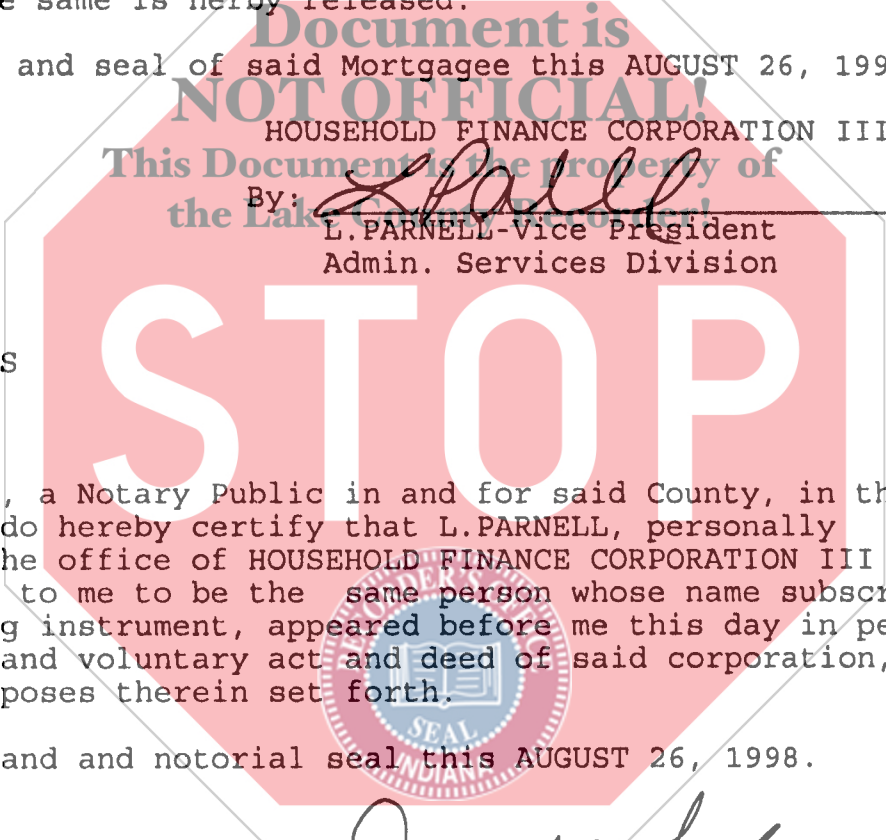 e same is herby released.
Document is
and seal of said Mortgagee this AUGUST 26, 199
NOT OFFICIAL!
HOUSEHOLD FINANCE CORPORATION III
This Document is the property of
By: L Parnell
the Lake County Recorder!
L.PARNELL-Vice President
Admin. Services Division
STOP
S
, a Notary Public in and for said County, in th
do hereby certify that L.PARNELL, personally
he office of HOUSEHOLD FINANCE CORPORATION III
to me to be the same person whose name subscr
g instrument, appeared before me this day in pe
and voluntary act and deed of said corporation,
poses therein set forth.
RECORDER'S OFFICE
SEAL
INDIANA
and and notorial seal this AUGUST 26, 1998.